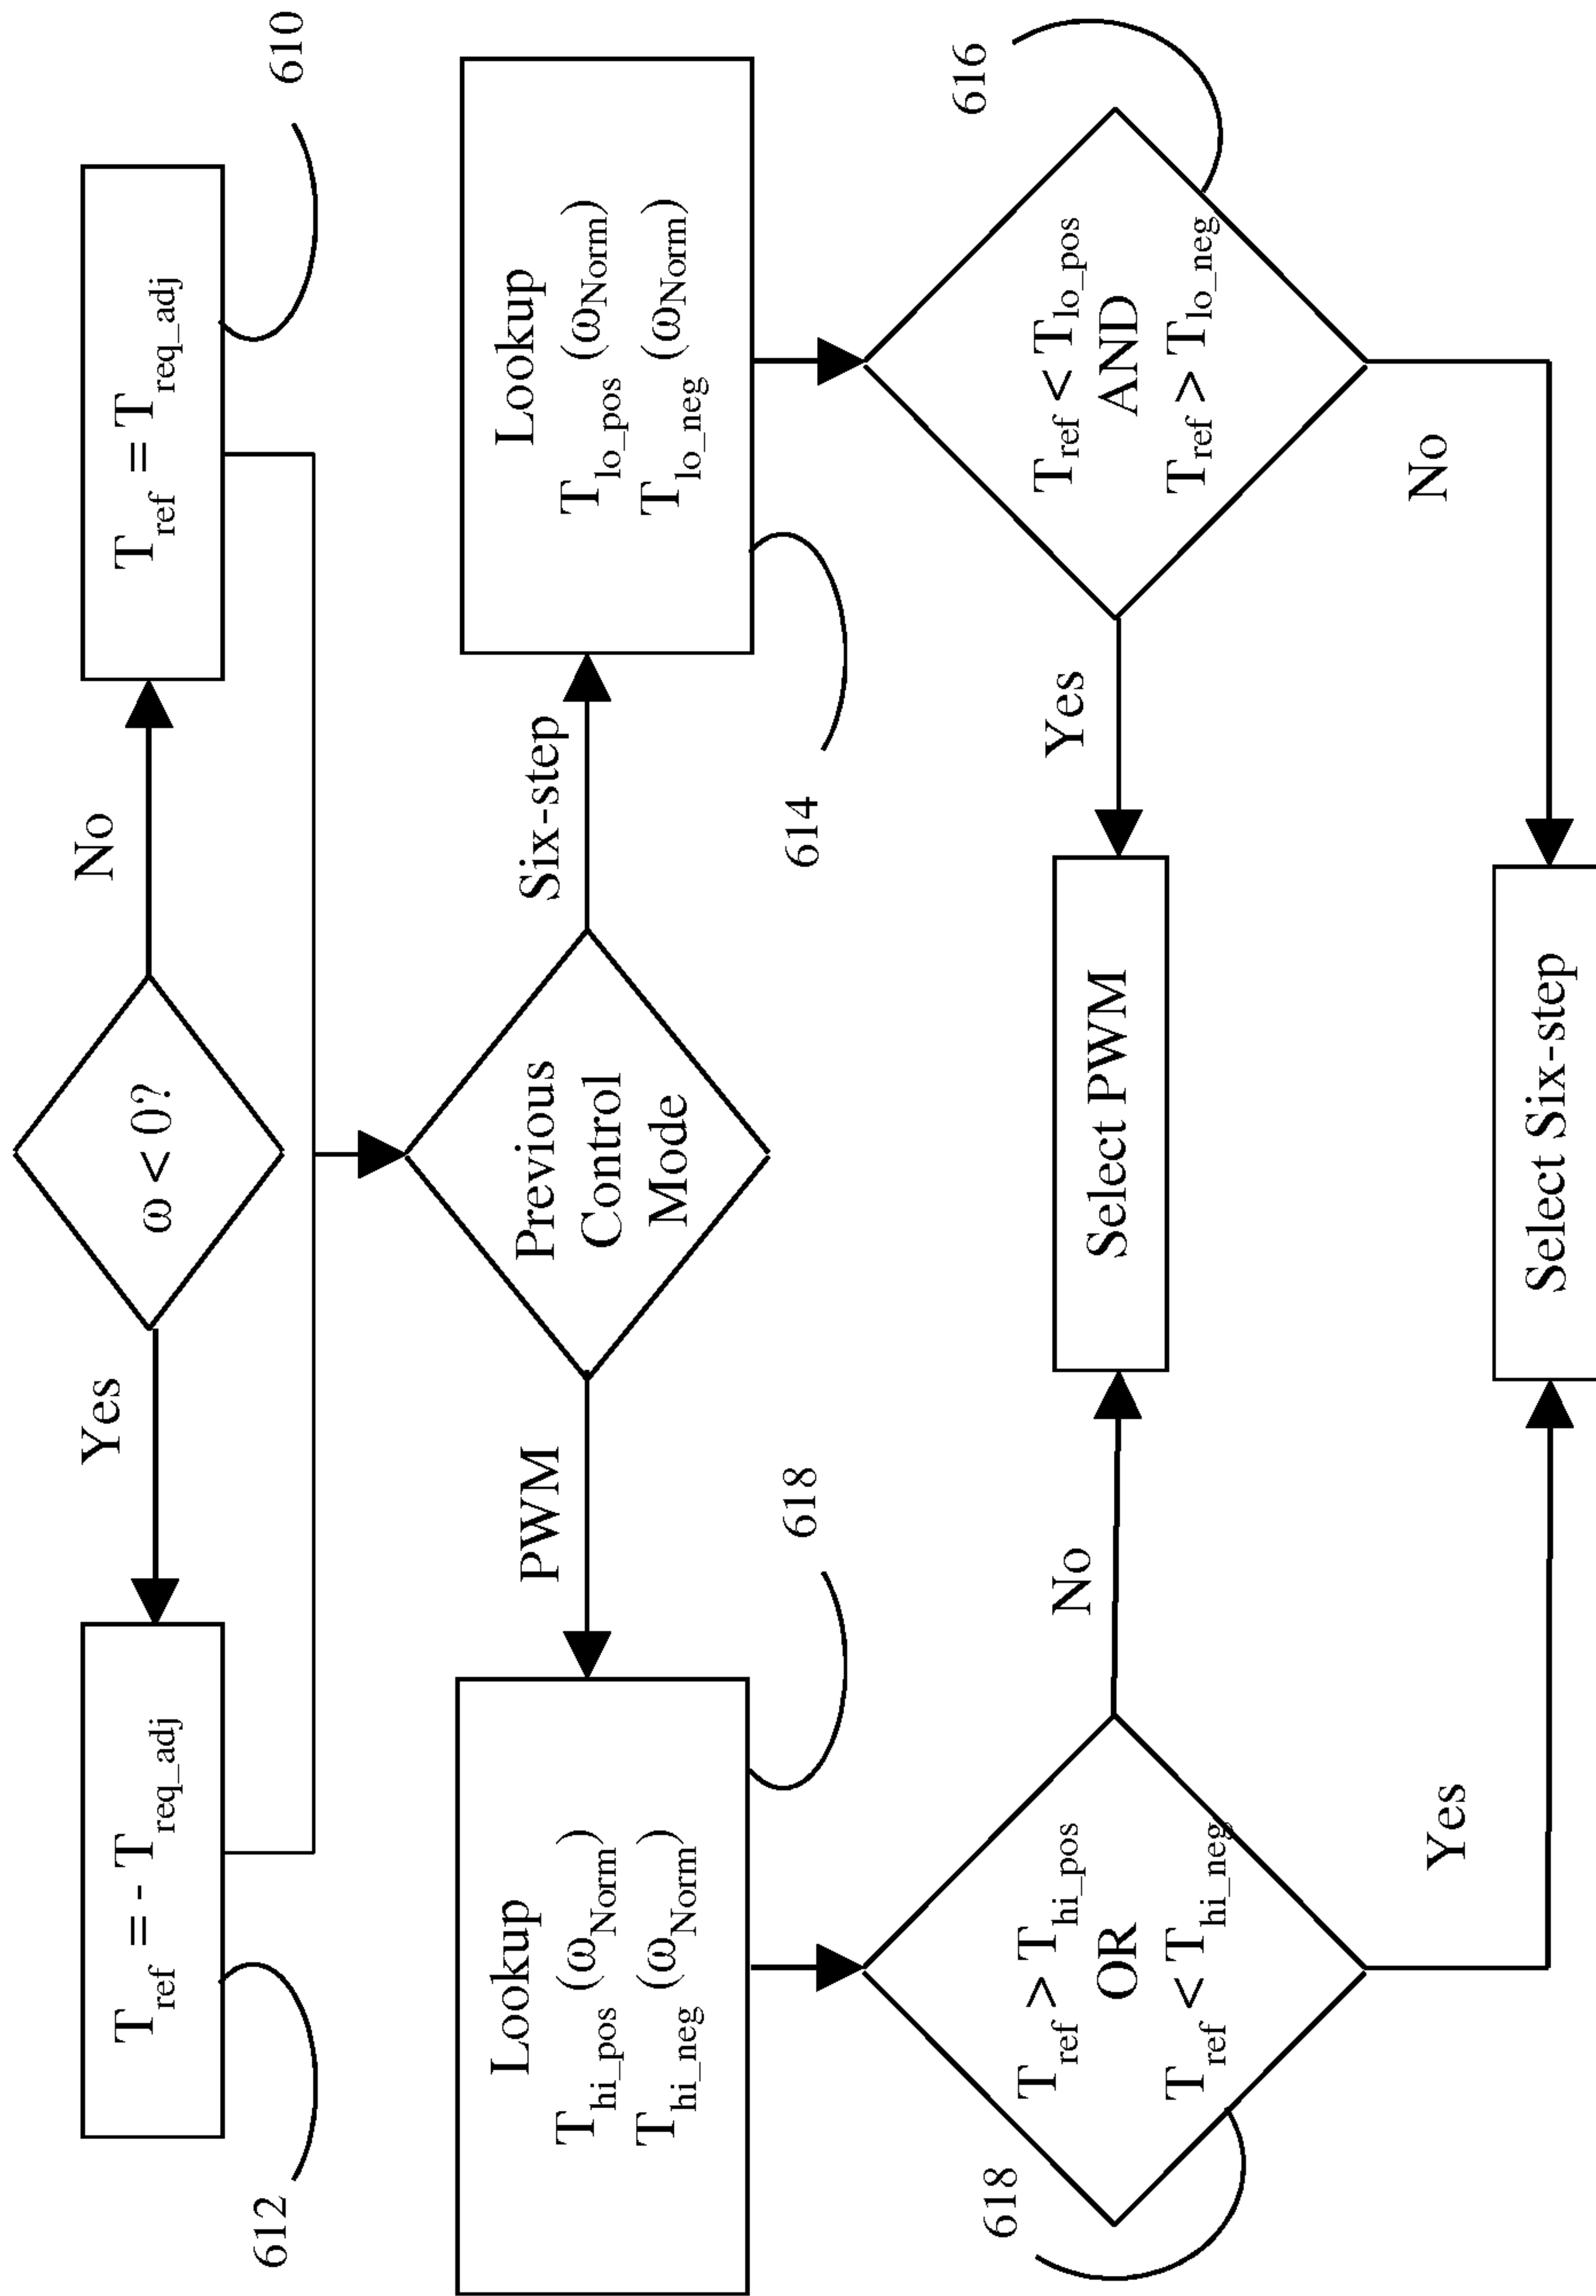 ω < 0?
Yes
No
T_ref = - T_req_adj
612
T_ref = T_req_adj
610
Previous
Control
Mode
PWM
Six-step
Lookup
T_hi_pos (ω_Norm)
T_hi_neg (ω_Norm)
618
Lookup
T_lo_pos (ω_Norm)
T_lo_neg (ω_Norm)
614
T_ref > T_hi_pos
OR
T_ref < T_hi_neg
618
No
Yes
T_ref < T_lo_pos
AND
T_ref > T_lo_neg
616
Yes
No
Select PWM
Select Six-step